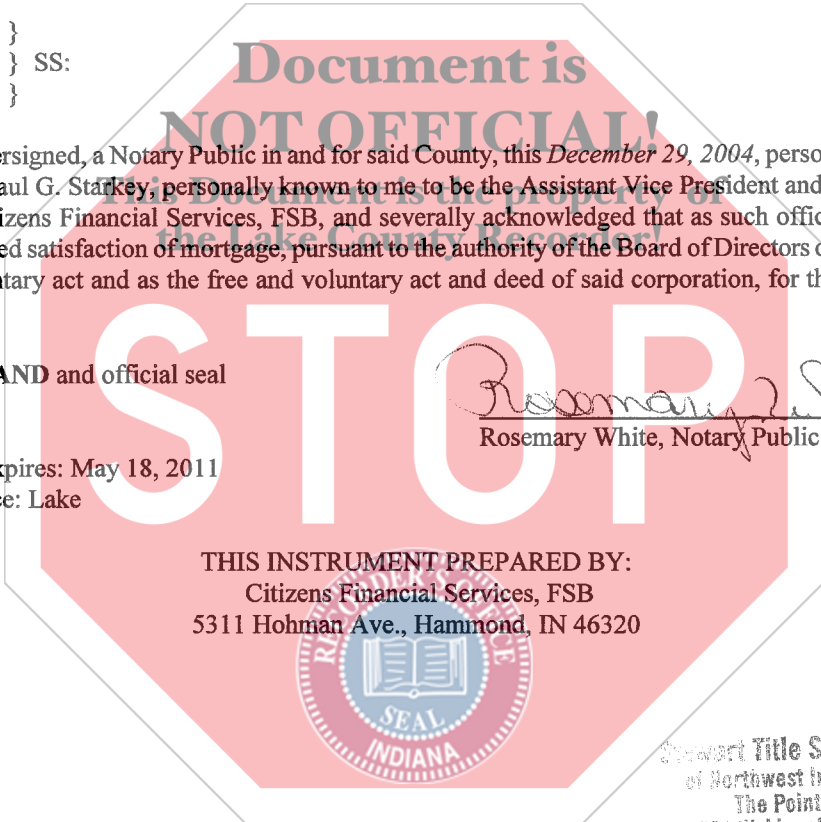 }
} SS:
}
Document is
NOT OFFICIAL!
This Document is the property of
the Lake County Recorder!
ersigned, a Notary Public in and for said County, this December 29, 2004, perso
aul G. Starkey, personally known to me to be the Assistant Vice President and
izens Financial Services, FSB, and severally acknowledged that as such offic
ed satisfaction of mortgage, pursuant to the authority of the Board of Directors o
tary act and as the free and voluntary act and deed of said corporation, for th
STOP
AND and official seal
Rosemary
Rosemary White, Notary Public
xpires: May 18, 2011
ce: Lake
THIS INSTRUMENT PREPARED BY:
Citizens Financial Services, FSB
5311 Hohman Ave., Hammond, IN 46320
RECORDER'S OFFICE
SEAL
INDIANA
Stewart Title S
of Northwest In
The Point